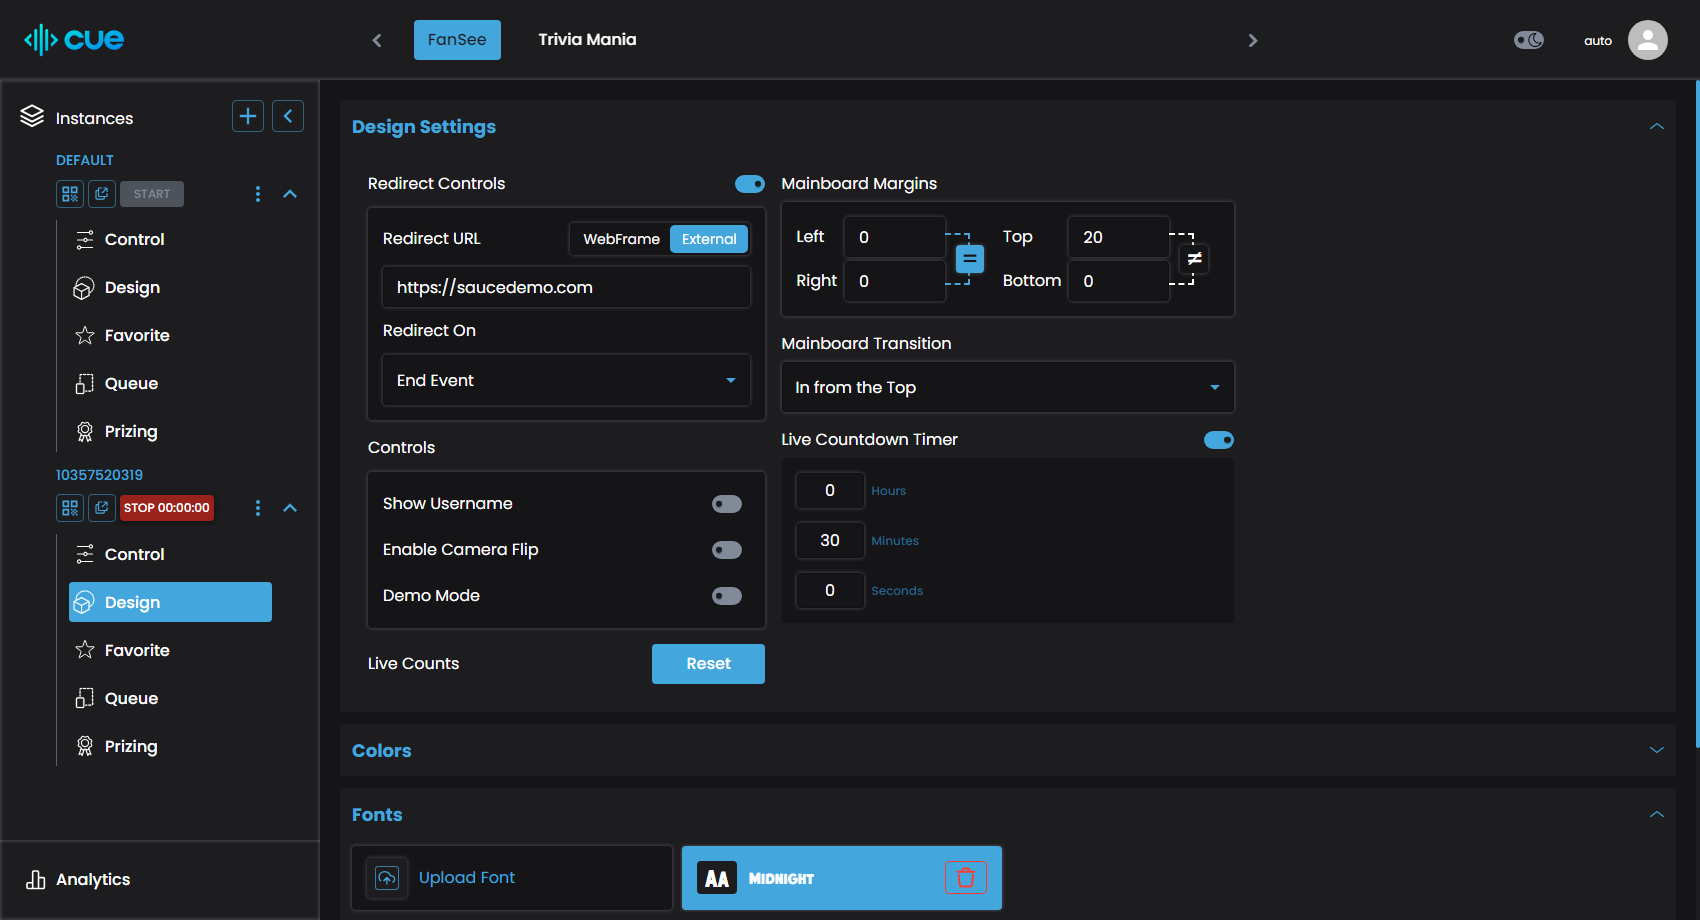 cue
FanSee
Trivia Mania
auto
Instances
DEFAULT
START
Control
Design
Favorite
Queue
Prizing
10357520319
STOP 00:00:00
Control
Design
Favorite
Queue
Prizing
Analytics
Design Settings
Redirect Controls
Redirect URL
WebFrame
External
https://saucedemo.com
Redirect On
End Event
Controls
Show Username
Enable Camera Flip
Demo Mode
Live Counts
Reset
Mainboard Margins
Left
0
=
Top
20
≠
Right
0
Bottom
0
Mainboard Transition
In from the Top
Live Countdown Timer
0 Hours
30 Minutes
0 Seconds
Colors
Fonts
Upload Font
AA MIDNIGHT